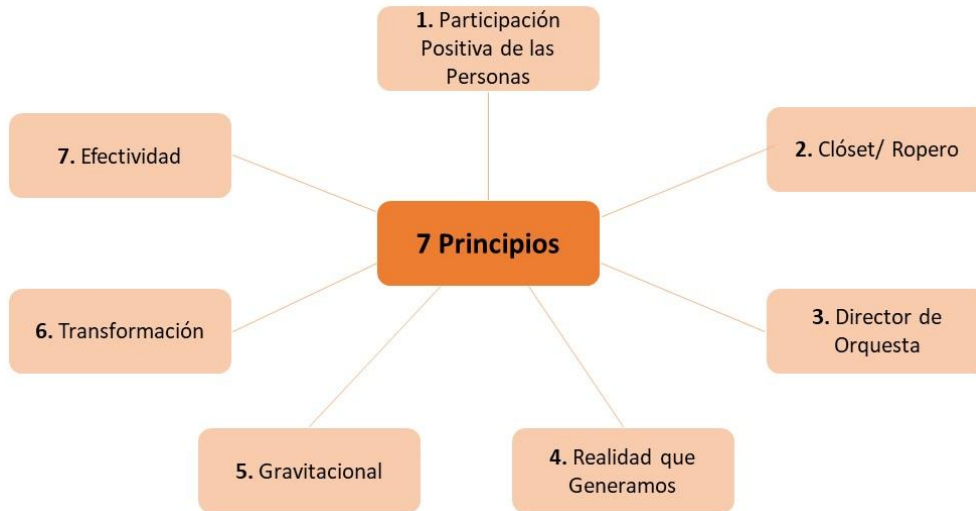 1. Participación
Positiva de las
Personas
7. Efectividad
2. Clóset/ Ropero
7 Principios
6. Transformación
3. Director de
Orquesta
5. Gravitacional
4. Realidad que
Generamos